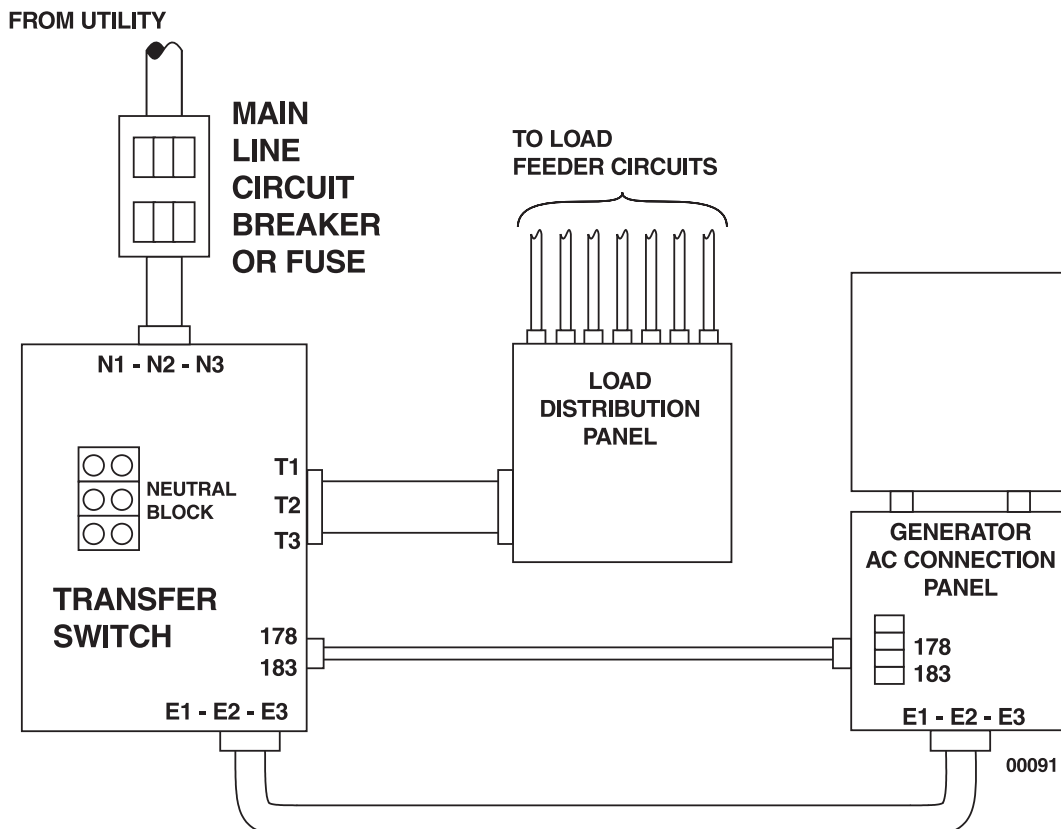 FROM UTILITY
MAIN
LINE
CIRCUIT
BREAKER
OR FUSE
TO LOAD
FEEDER CIRCUITS
N1 - N2 - N3
LOAD
DISTRIBUTION
PANEL
T1
T2
T3
NEUTRAL
BLOCK
TRANSFER
SWITCH
178
183
E1 - E2 - E3
GENERATOR
AC CONNECTION
PANEL
178
183
E1 - E2 - E3
00091